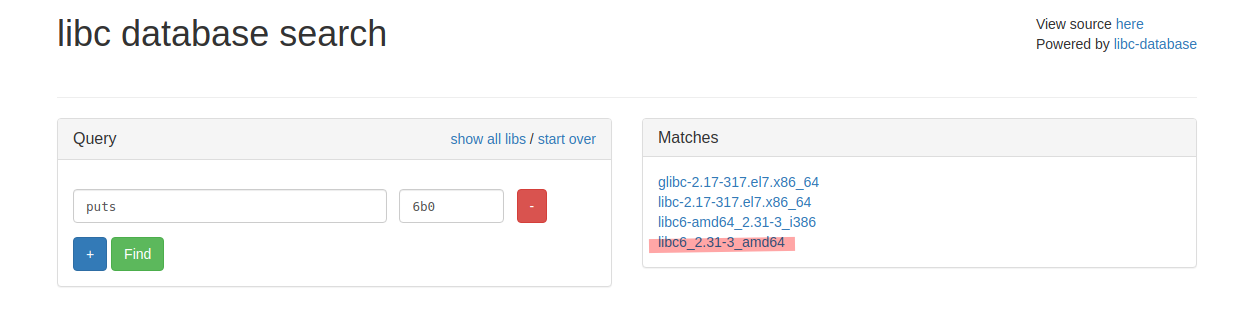 libc database search
View source here
Powered by libc-database
Query
show all libs / start over
puts
6b0
-
+
Find
Matches
glibc-2.17-317.el7.x86_64
libc-2.17-317.el7.x86_64
libc6-amd64_2.31-3_i386
libc6_2.31-3_amd64